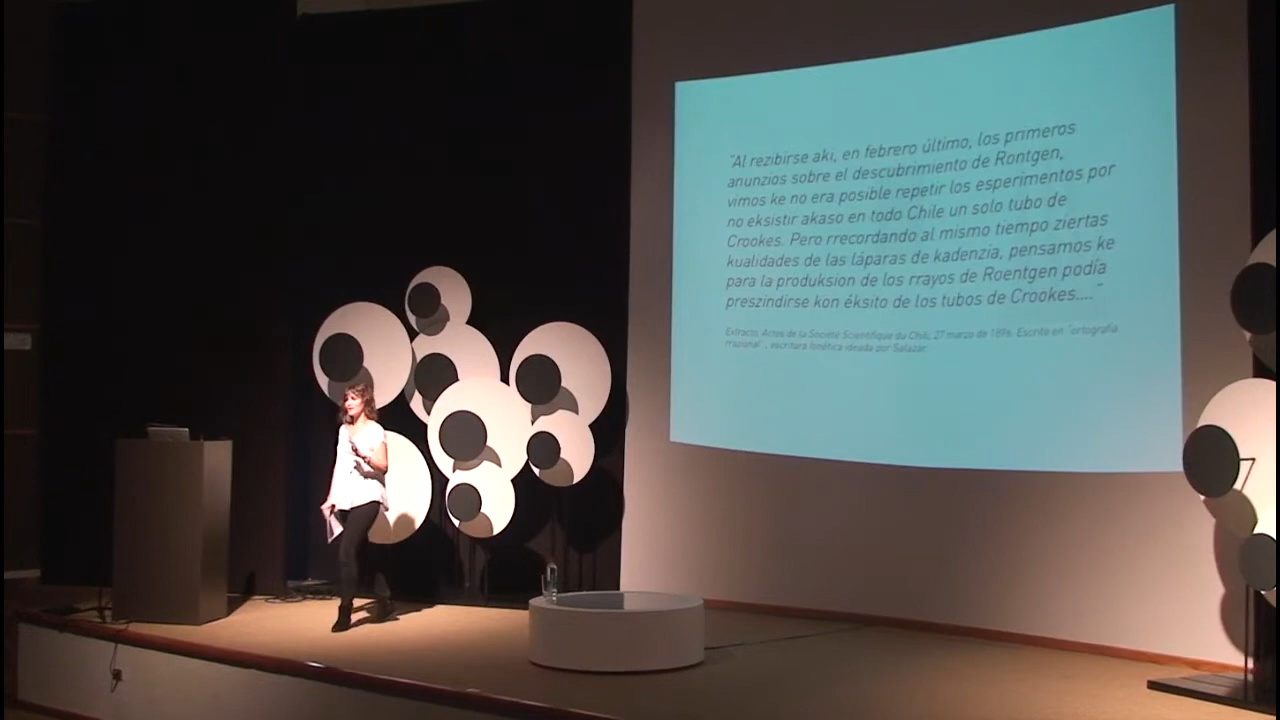 "Al rezibirse aki, en febrero último, los primeros
anunzios sobre el descubrimiento de Rontgen,
vimos ke no era posible repetir los esperimentos por
no eksistir akaso en todo Chile un solo tubo de
Crookes. Pero rrecordando al mismo tiempo ziertas
kualidades de las láparas de kadenzia, pensamos ke
para la produksion de los rrayos de Roentgen podía
preszindirse kon éksito de los tubos de Crookes...."
Extracto, Actes de la Société Scientifique du Chili, 27 marzo de 1896. Escrito en "ortografía
rrazional", escritura fonética ideada por Salazar.